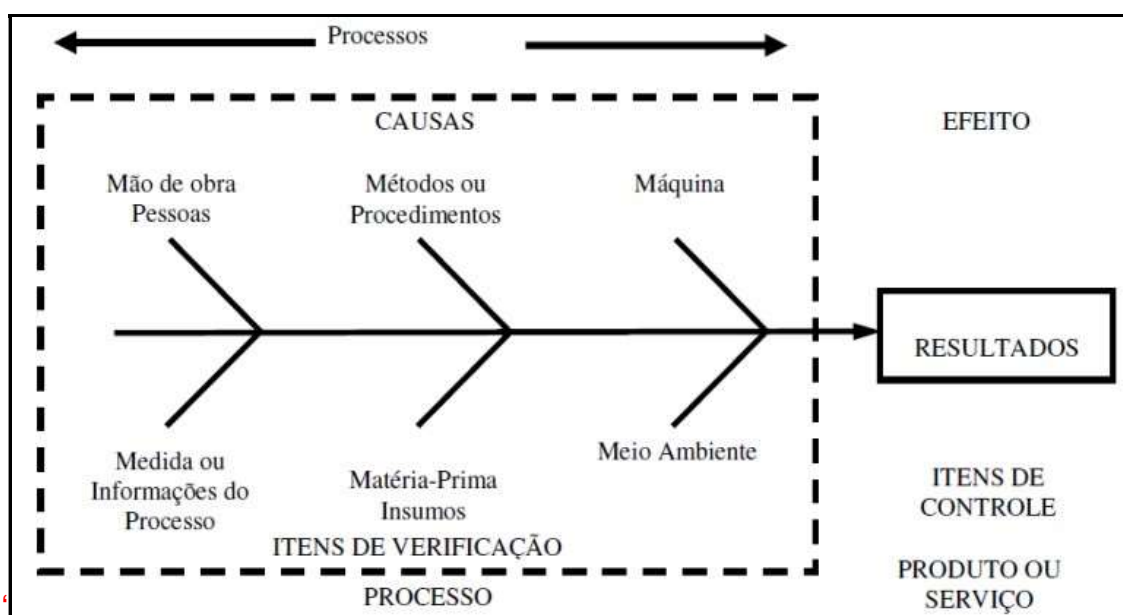 Processos
CAUSAS
EFEITO
Mão de obra
Pessoas
Métodos ou
Procedimentos
Máquina
RESULTADOS
Medida ou
Informações do
Processo
Matéria-Prima
Insumos
Meio Ambiente
ITENS DE VERIFICAÇÃO
ITENS DE
CONTROLE
PROCESSO
PRODUTO OU
SERVIÇO